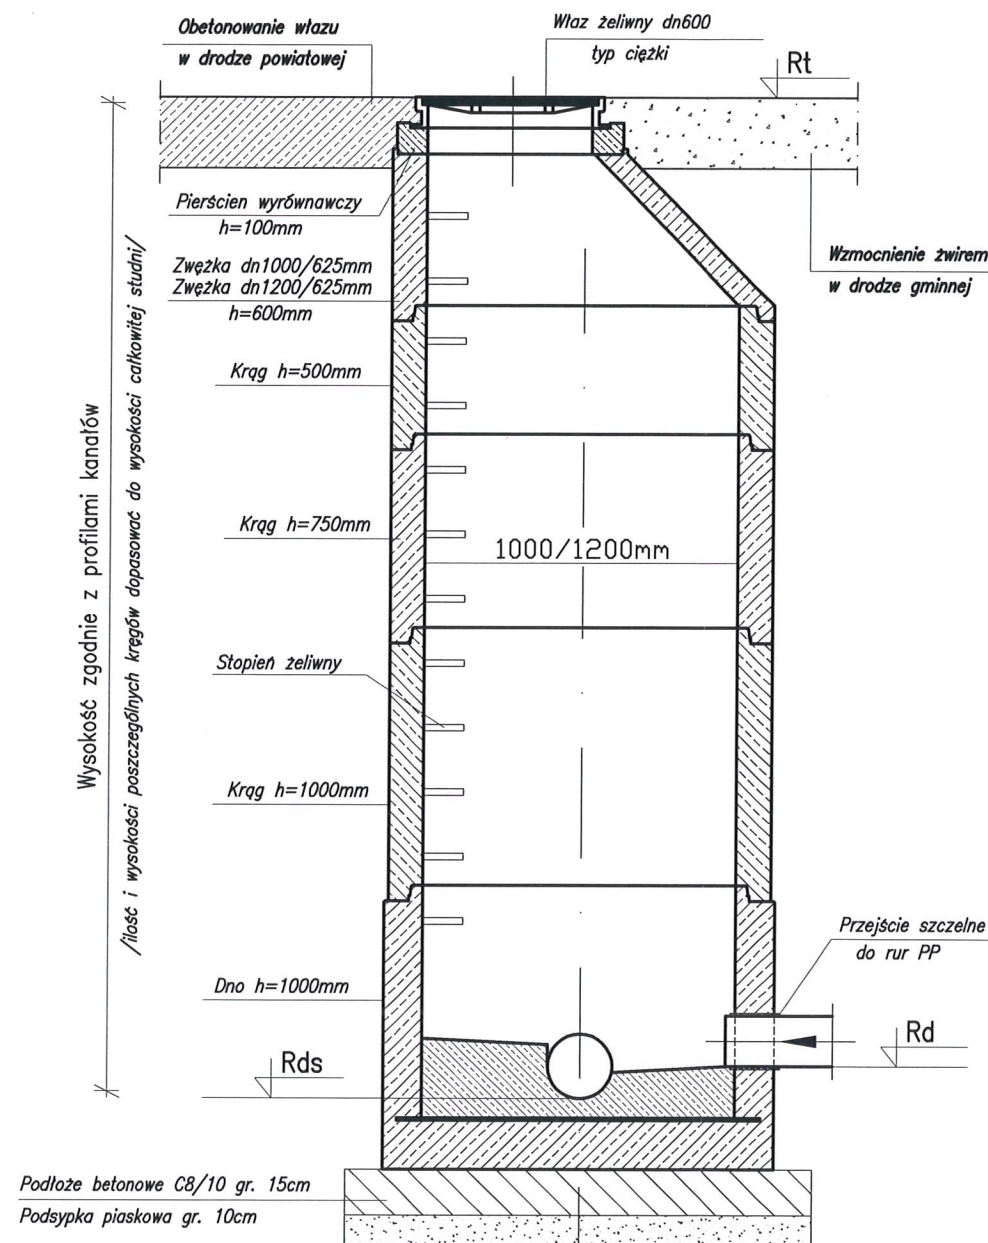 Obetonowanie włazu
w drodze powiatowej
Właz żeliwny dn600
typ ciężki
Rt
Pierścien wyrównawczy
h=100mm
Zwężka dn1000/625mm
Zwężka dn1200/625mm
h=600mm
Wzmocnienie żwirem
w drodze gminnej
Krąg h=500mm
Wysokość zgodnie z profilami kanałów
/ilość i wysokości poszczególnych kręgów dopasować do wysokości całkowitej studni/
Krąg h=750mm
1000/1200mm
Stopień żeliwny
Krąg h=1000mm
Przejście szczelne
do rur PP
Dno h=1000mm
Rd
Rds
Podłoże betonowe C8/10 gr. 15cm
Podsypka piaskowa gr. 10cm